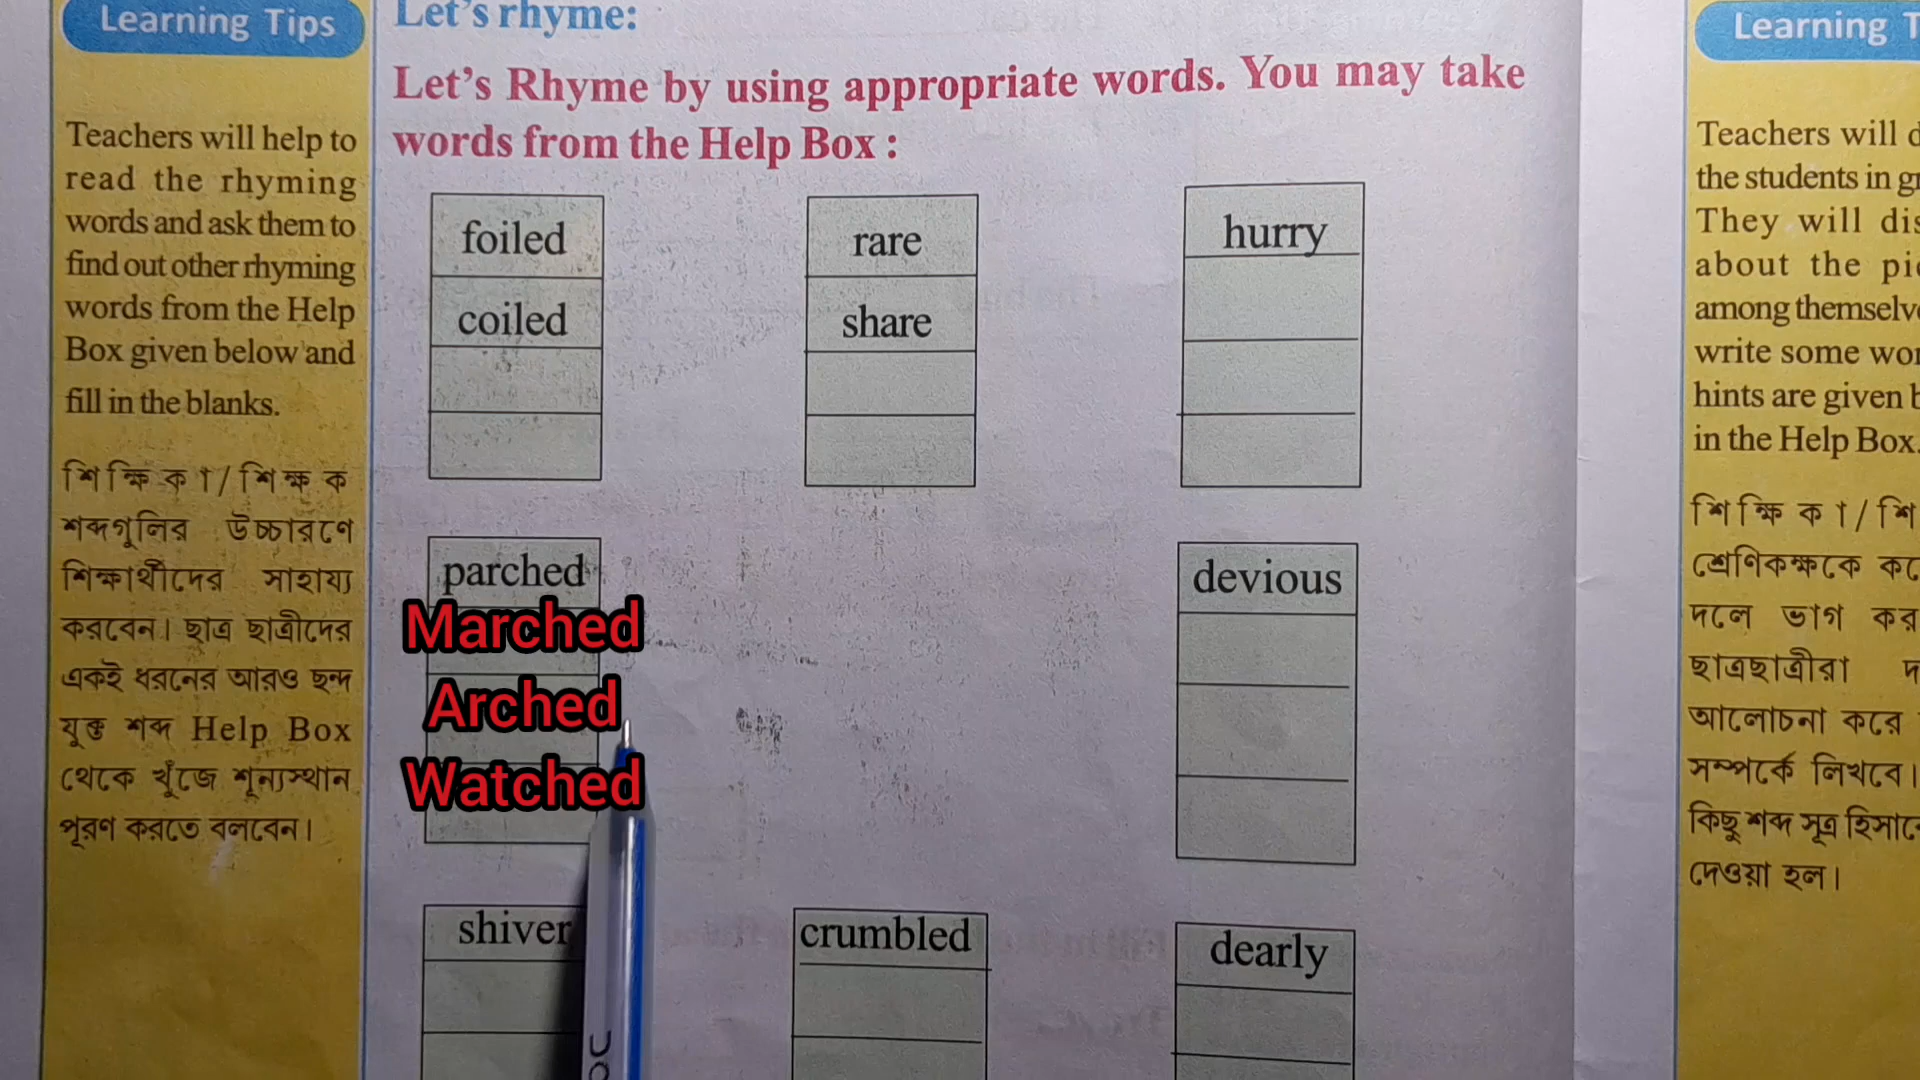 Learning Tips
Teachers will help to
read the rhyming
words and ask them to
find out other rhyming
words from the Help
Box given below and
fill in the blanks.
শিক্ষিকা/শিক্ষক
শব্দগুলির উচ্চারণে
শিক্ষার্থীদের সাহায্য
করবেন। ছাত্র ছাত্রীদের
একই ধরনের আরও ছন্দ
যুক্ত শব্দ Help Box
থেকে খুঁজে শূন্যস্থান
পূরণ করতে বলবেন।
Let's rhyme:
Let's Rhyme by using appropriate words. You may take
words from the Help Box :
foiled
coiled
rare
share
hurry
parched
Marched
Arched
Watched
devious
shiver
crumbled
dearly
Learning
Teachers will
the students in
They will
about the
among
write some
hints are given
in the Help Box.
শিক্ষিকা/
শ্রেণিকক্ষকে
দলে ভাগ
ছাত্রছাত্রীরা
আলোচনা করে
সম্পর্কে লিখবে।
কিছু শব্দ সূত্র
দেওয়া হল।